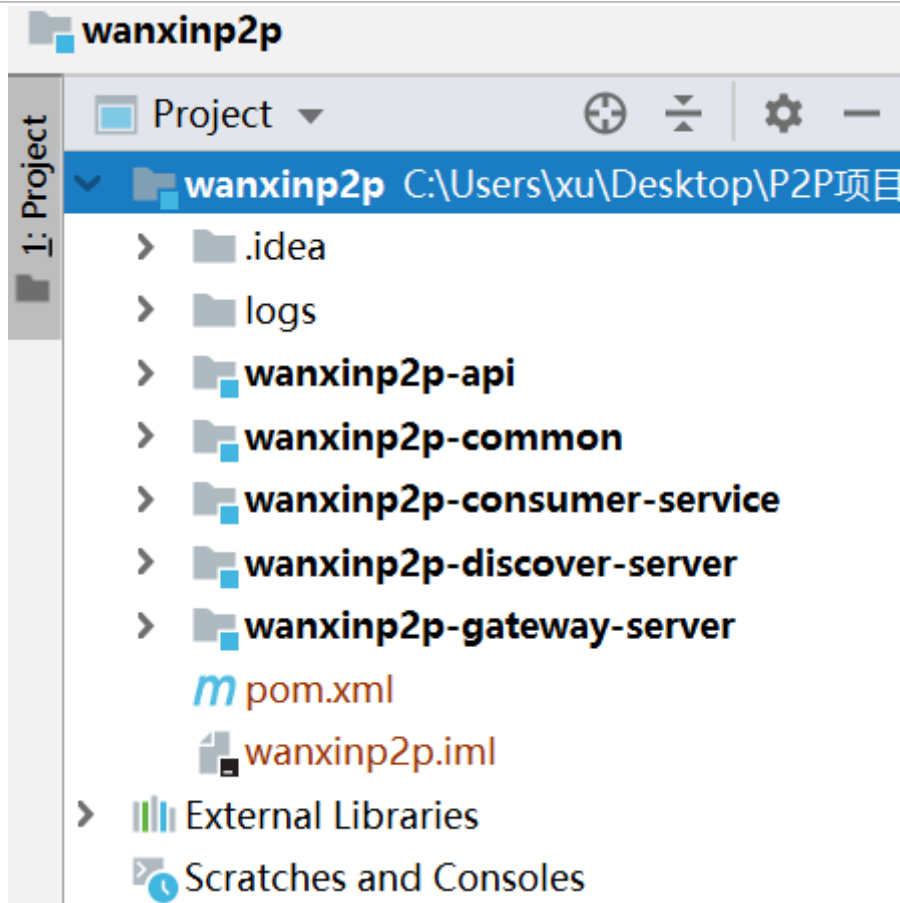 wanxinp2p
Project
1: Project
wanxinp2p C:\Users\xu\Desktop\P2P项目
.idea
logs
wanxinp2p-api
wanxinp2p-common
wanxinp2p-consumer-service
wanxinp2p-discover-server
wanxinp2p-gateway-server
m pom.xml
wanxinp2p.iml
External Libraries
Scratches and Consoles